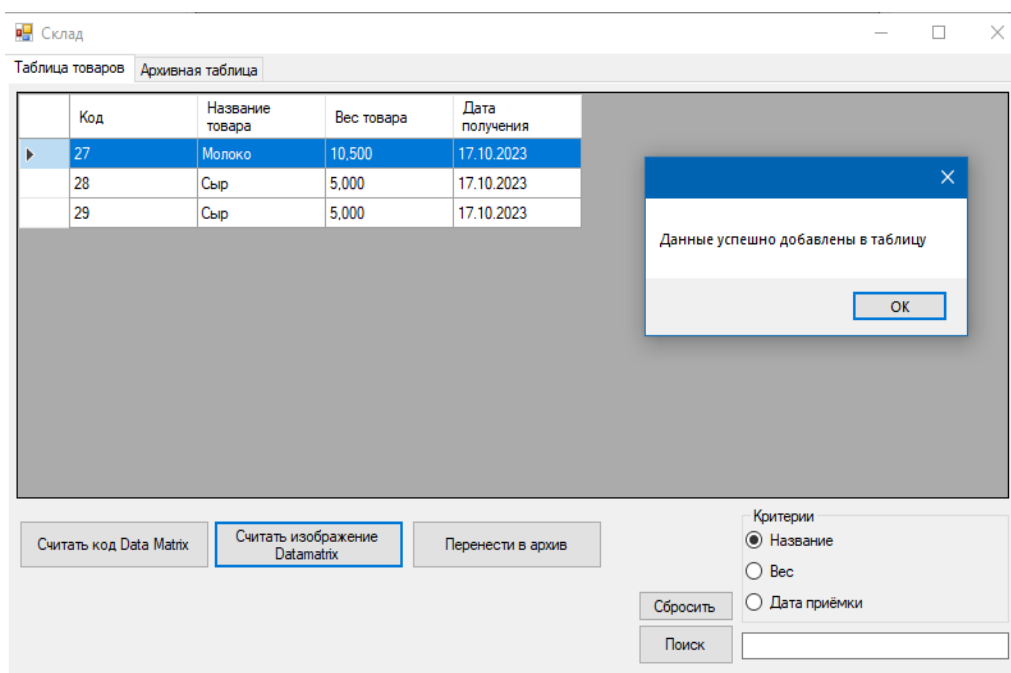 Склад
Таблица товаров Архивная таблица
Код Название товара Вес товара Дата получения
27 Молоко 10,500 17.10.2023
28 Сыр 5,000 17.10.2023
29 Сыр 5,000 17.10.2023
Данные успешно добавлены в таблицу
OK
Считать код Data Matrix
Считать изображение
Datamatrix
Перенести в архив
Критерии
Название
Вес
Дата приёмки
Сбросить
Поиск